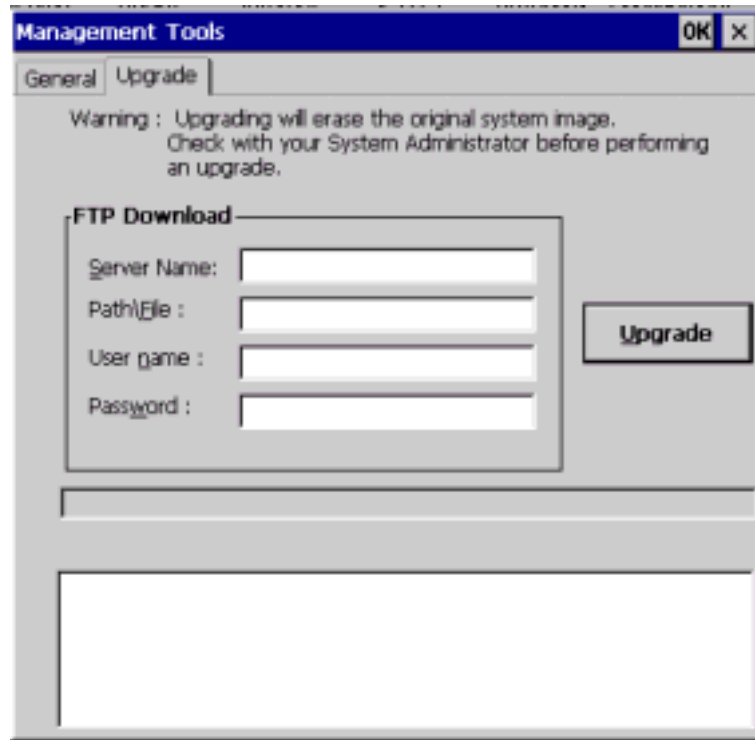 Management Tools OK ×
General Upgrade
Warning : Upgrading will erase the original system image.
Check with your System Administrator before performing
an upgrade.
FTP Download
Server Name:
Path\File :
User name :
Password :
Upgrade